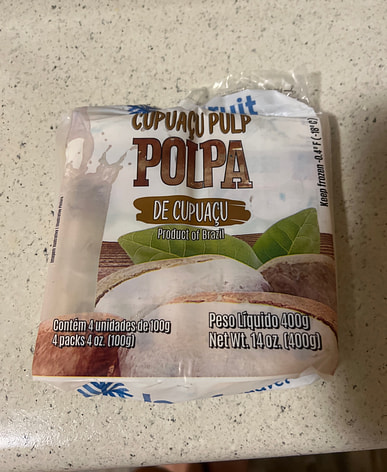 CUPUAÇU PULP
POLPA
DE CUPUAÇU
Product of Brazil
Keep frozen -0.4°F (-18°C)
Contém 4 unidades de 100g
4 packs 4 oz. (100g)
Peso Líquido 400g
Net Wt. 14 oz. (400g)